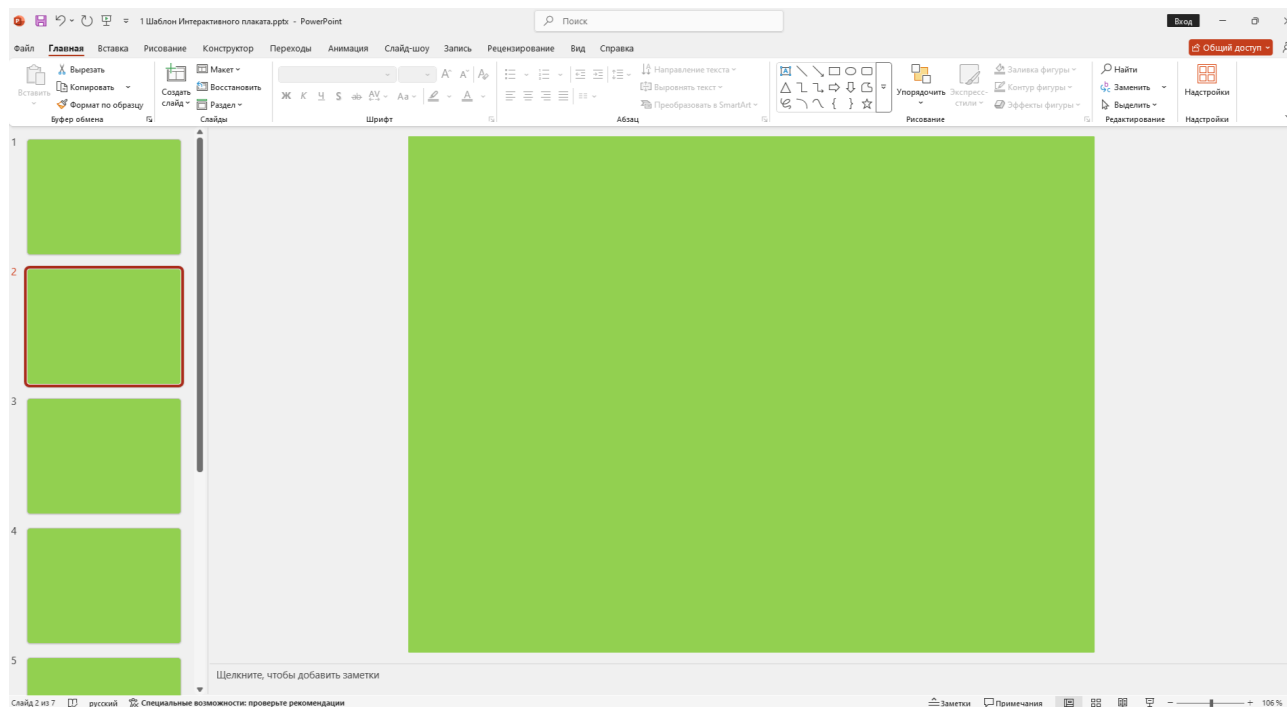 1 Шаблон Интерактивного плаката.pptx - PowerPoint
Поиск
Вход
Файл Главная Вставка Рисование Конструктор Переходы Анимация Слайд-шоу Запись Рецензирование Вид Справка
Общий доступ
Вставить
Вырезать
Копировать
Формат по образцу
Буфер обмена
Создать слайд
Макет
Восстановить
Раздел
Слайды
Ж К Ч S ab AV Aa А А
Шрифт
Направление текста
Выровнять текст
Преобразовать в SmartArt
Абзац
Упорядочить
Экспресс-стили
Заливка фигуры
Контур фигуры
Эффекты фигуры
Рисование
Найти
Заменить
Выделить
Редактирование
Надстройки
Надстройки
1
2
3
4
5
Щелкните, чтобы добавить заметки
Слайд 2 из 7 русский Специальные возможности: проверьте рекомендации Заметки Примечания 106 %